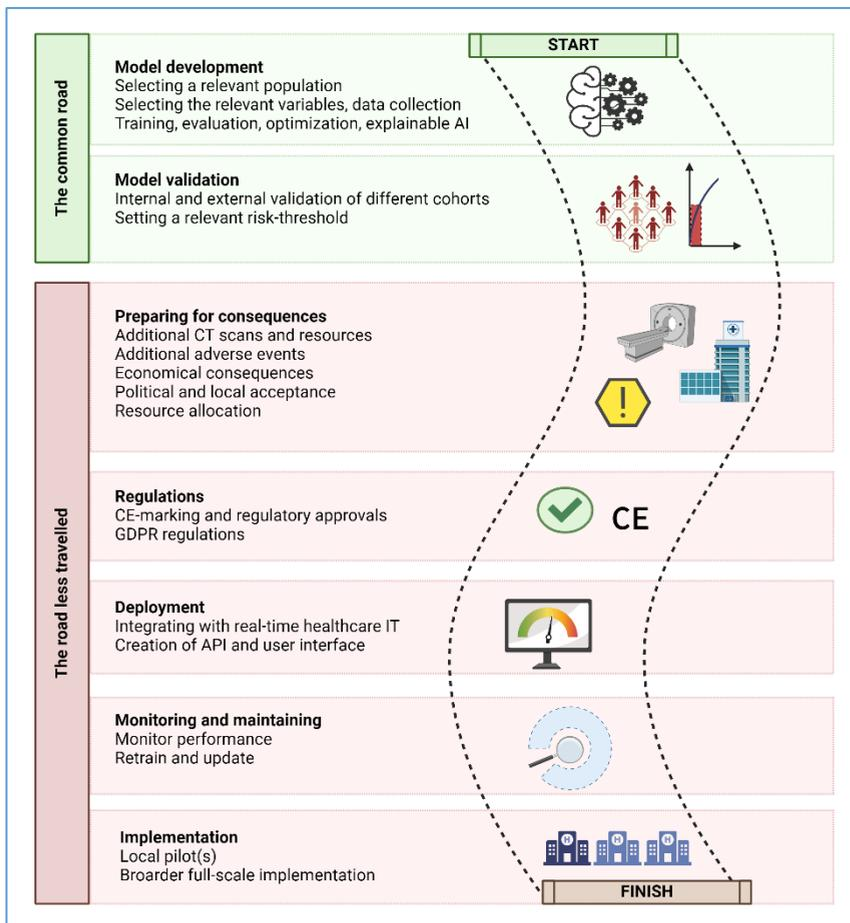 START
The common road
Model development
Selecting a relevant population
Selecting the relevant variables, data collection
Training, evaluation, optimization, explainable AI
Model validation
Internal and external validation of different cohorts
Setting a relevant risk-threshold
The road less travelled
Preparing for consequences
Additional CT scans and resources
Additional adverse events
Economical consequences
Political and local acceptance
Resource allocation
!
Regulations
CE-marking and regulatory approvals
GDPR regulations
CE
Deployment
Integrating with real-time healthcare IT
Creation of API and user interface
Monitoring and maintaining
Monitor performance
Retrain and update
Implementation
Local pilot(s)
Broarder full-scale implementation
H H H
FINISH